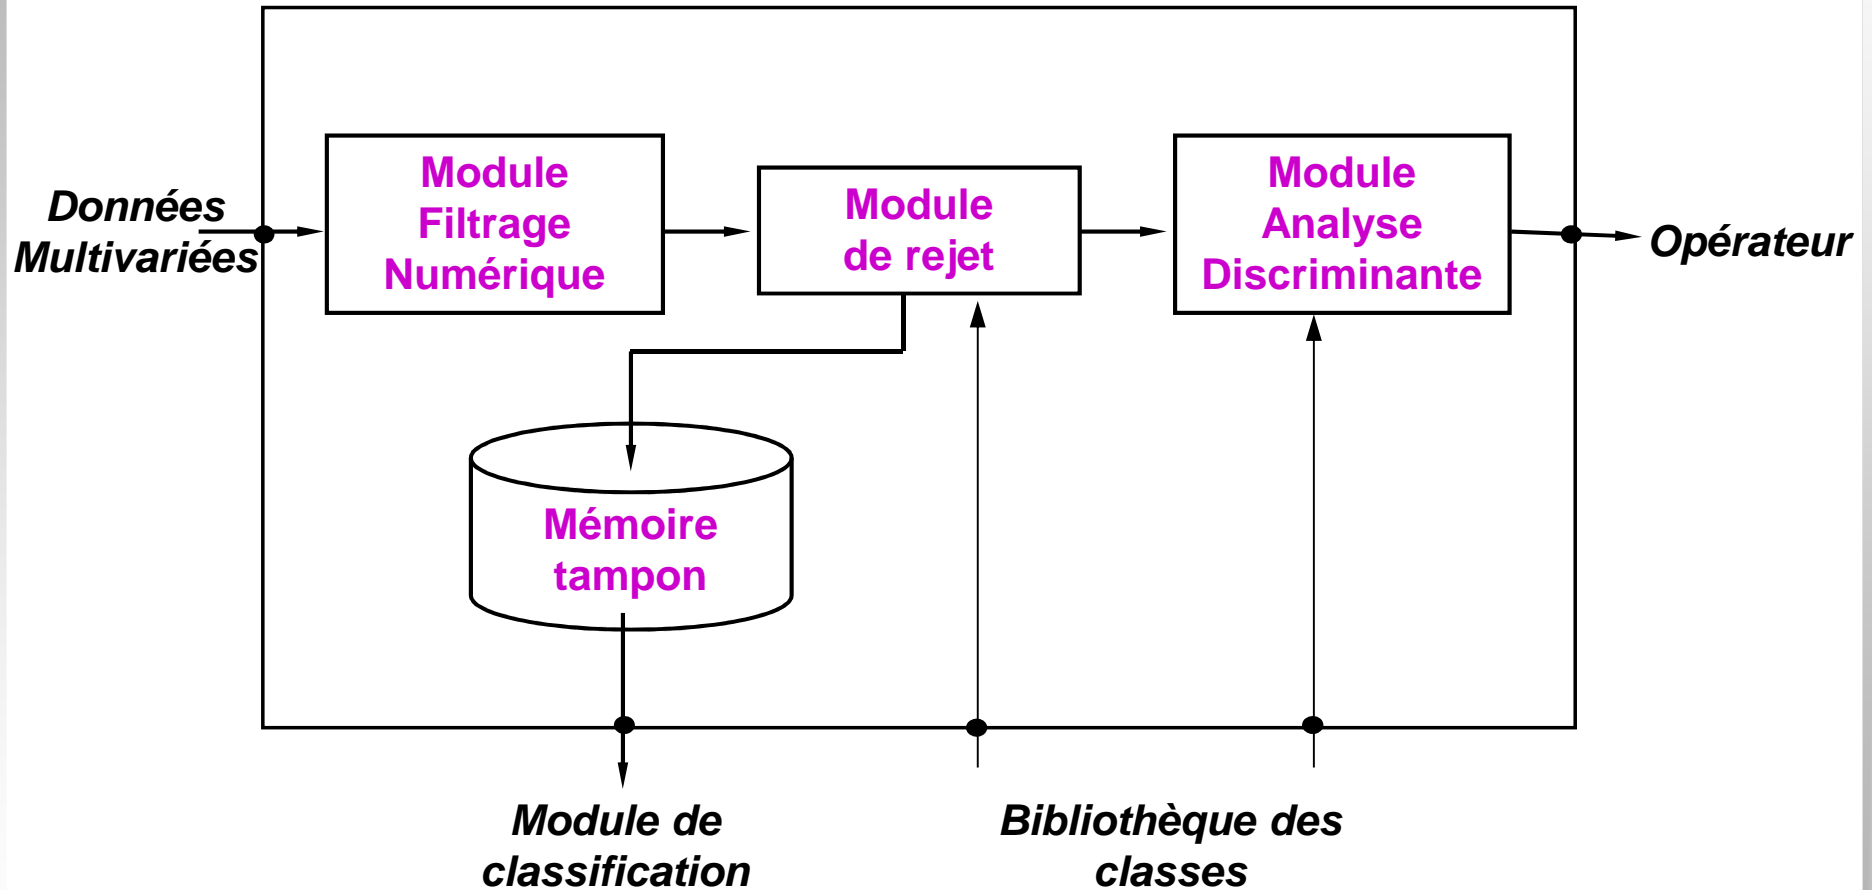 Données
Multivariées
Module
Filtrage
Numérique
Module
de rejet
Module
Analyse
Discriminante
Opérateur
Mémoire
tampon
Module de
classification
Bibliothèque des
classes